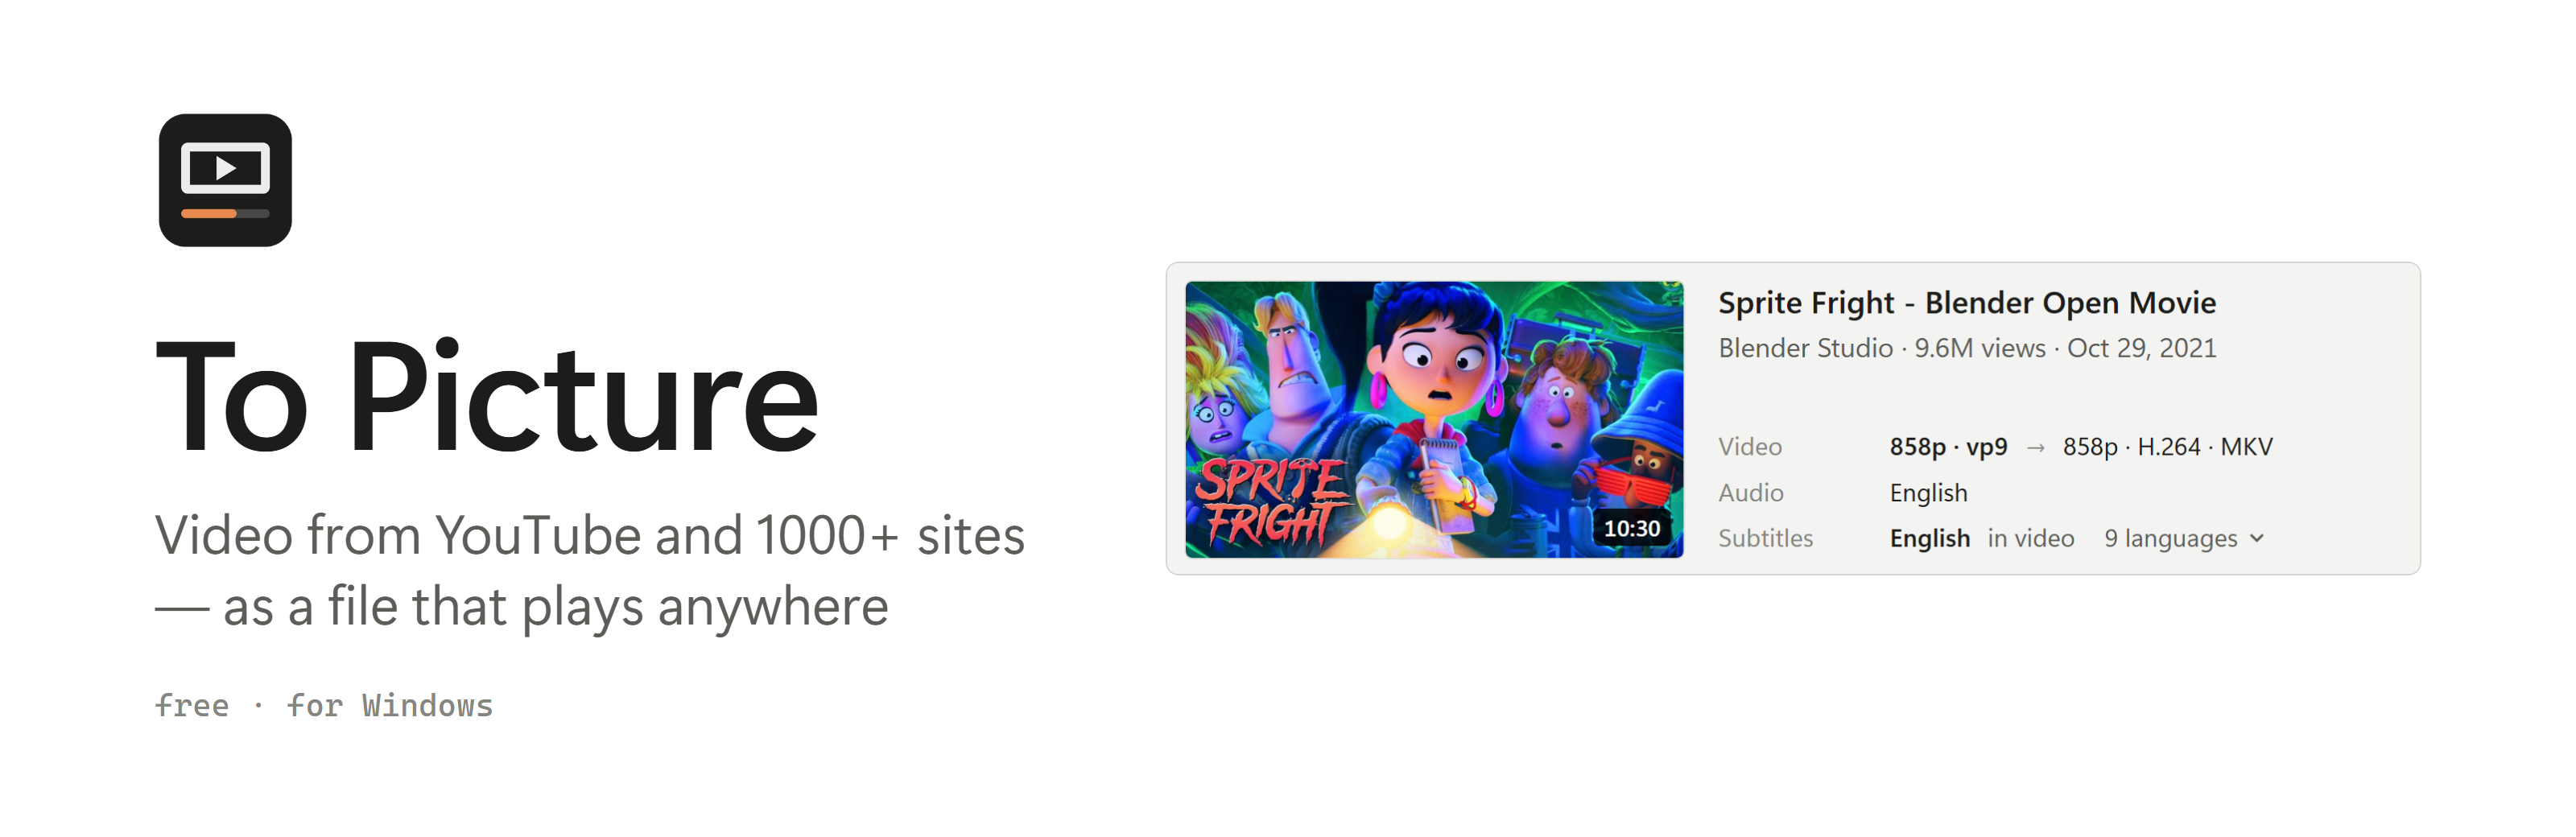 To Picture
Video from YouTube and 1000+ sites
— as a file that plays anywhere
free · for Windows
SPRITE
FRIGHT
10:30
Sprite Fright - Blender Open Movie
Blender Studio · 9.6M views · Oct 29, 2021
Video 858p · vp9 → 858p · H.264 · MKV
Audio English
Subtitles English in video 9 languages